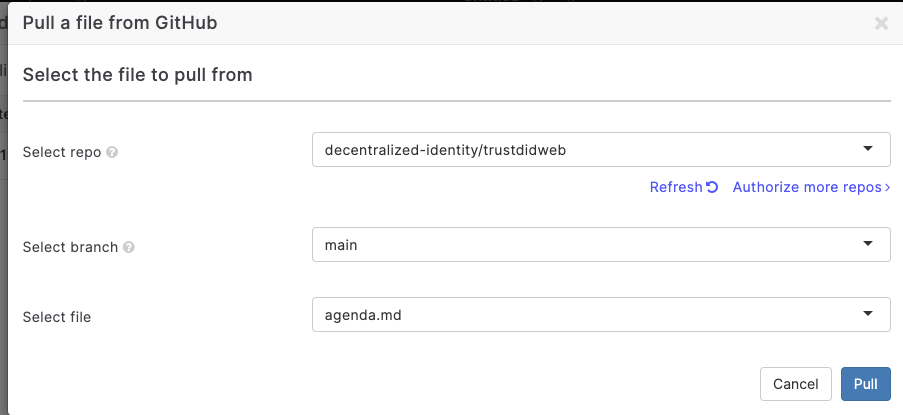 Pull a file from GitHub
Select the file to pull from
Select repo
decentralized-identity/trustdidweb
Refresh Authorize more repos
Select branch
main
Select file
agenda.md
Cancel Pull